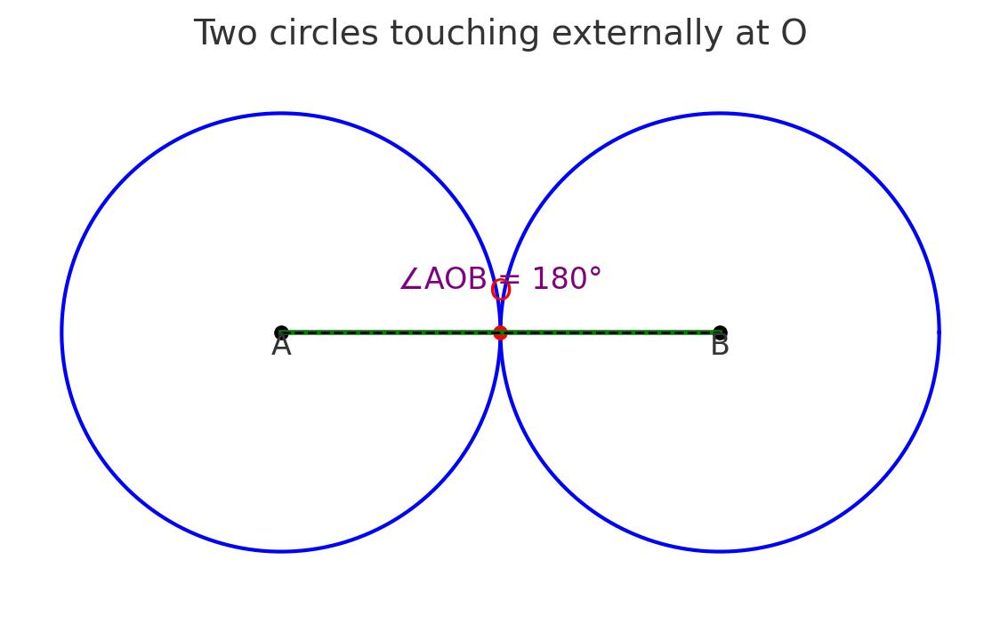 Two circles touching externally at O
∠AOB = 180°
O
A
B